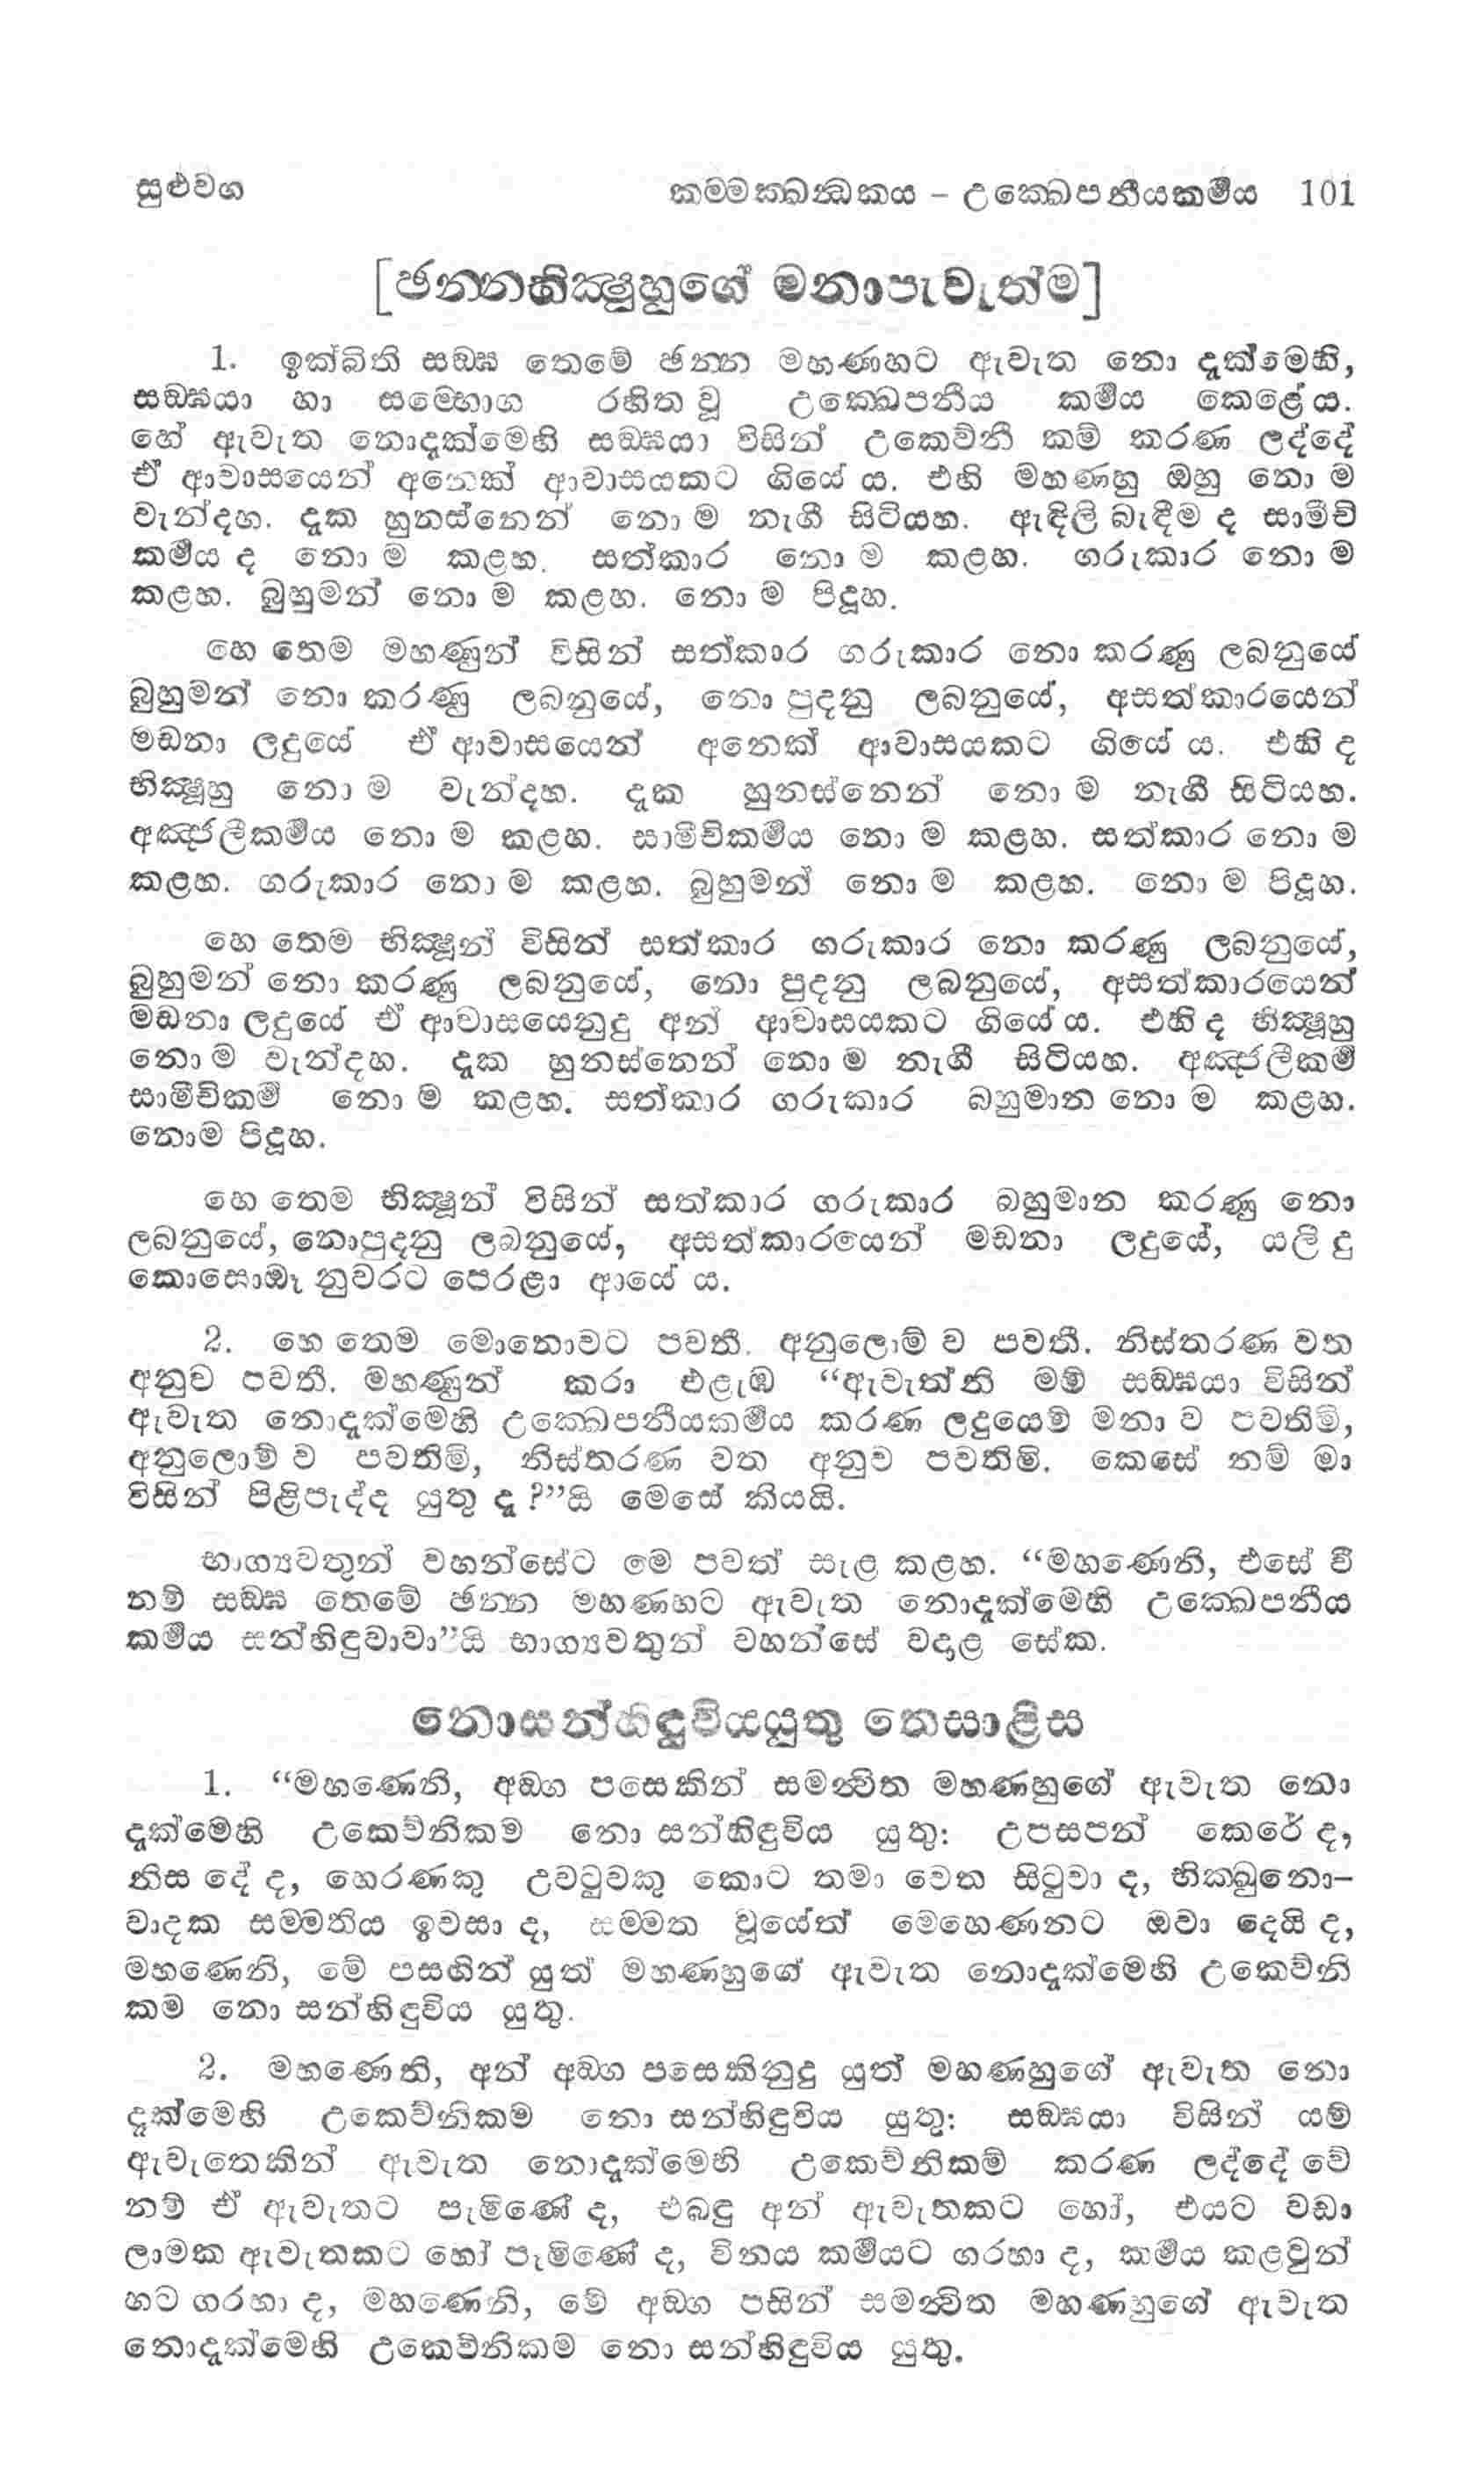 සුළුවග කම්මක්ඛන්ධකය – උක්ඛෙපනීයකර්‍මය 101
[ඡන්නභික්‍ෂුහුගේ මනාපැවැත්ම]
1. ඉක්බිති සඞ්ඝ තෙමේ ඡන්න මහණහට ඇවැත නො දැක්මෙහි,
සඞ්ඝයා හා සම්භොග රහිත වූ උක්ඛෙපනීය කර්‍මය කෙළේ ය.
හේ ඇවැත නොදැක්මෙහි සඞ්ඝයා විසින් උකෙව්නී කම් කරණ ලද්දේ
ඒ ආවාසයෙන් අනෙක් ආවාසයකට ගියේ ය. එහි මහණහු ඔහු නො ම
වැන්දහ. දැක හුනස්නෙන් නො ම නැගී සිටියහ. ඇඳිලි බැඳීම ද සාමීචි
කර්‍මය ද නො ම කළහ. සත්කාර නො ම කළහ. ගරුකාර නො ම
කළහ. බුහුමන් නො ම කළහ. නො ම පිදූහ.
හෙ තෙම මහණුන් විසින් සත්කාර ගරුකාර නො කරණු ලබනුයේ
බුහුමන් නො කරණු ලබනුයේ, නො පුදනු ලබනුයේ, අසත්කාරයෙන්
මඩනා ලදුයේ ඒ ආවාසයෙන් අනෙක් ආවාසයකට ගියේ ය. එහි ද
භික්‍ෂූහු නො ම වැන්දහ. දැක හුනස්නෙන් නො ම නැගී සිටියහ.
අඤ්ජලිකර්‍මය නො ම කළහ. සාමීචිකර්‍මය නො ම කළහ. සත්කාර නො ම
කළහ. ගරුකාර නො ම කළහ. බුහුමන් නො ම කළහ. නො ම පිදූහ.
හෙ තෙම භික්‍ෂූන් විසින් සත්කාර ගරුකාර නො කරණු ලබනුයේ,
බුහුමන් නො කරණු ලබනුයේ, නො පුදනු ලබනුයේ, අසත්කාරයෙන්
මඩනා ලදුයේ ඒ ආවාසයෙනුදු අන් ආවාසයකට ගියේ ය. එහි ද භික්‍ෂූහු
නො ම වැන්දහ. දැක හුනස්නෙන් නො ම නැගී සිටියහ. අඤ්ජලිකර්‍ම
සාමීචිකර්‍ම නො ම කළහ. සත්කාර ගරුකාර බහුමාන නො ම කළහ.
නොම පිදූහ.
හෙ තෙම භික්‍ෂූන් විසින් සත්කාර ගරුකාර බහුමාන කරණු නො
ලබනුයේ, නොපුදනු ලබනුයේ, අසත්කාරයෙන් මඩනා ලදුයේ, යලි දු
කොසොඹෑ නුවරට පෙරළා ආයේ ය.
2. හෙ තෙම මොනොවට පවතී. අනුලොම් ව පවතී. නිස්තරණ වත
අනුව පවතී. මහණුන් කරා එළැඹ “ඇවැත්නි මම් සඞ්ඝයා විසින්
ඇවැත නොදැක්මෙහි උක්ඛෙපනීයකර්‍මය කරණ ලදුයෙම් මනා ව පවතිමි,
අනුලොම් ව පවතිමි, නිස්තරණ වත අනුව පවතිමි. කෙසේ නම් මා
විසින් පිළිපැද්ද යුතු දැ ?”යි මෙසේ කියයි.
භාග්‍යවතුන් වහන්සේට මෙ පවත් සැළ කළහ. “මහණෙනි, එසේ වී
නම් සඞ්ඝ තෙමේ ඡන්න මහණහට ඇවැත නොදැක්මෙහි උක්ඛෙපනීය
කර්‍මය සන්හිඳුවාවා”යි භාග්‍යවතුන් වහන්සේ වදාළ සේක.
නොසන්හිඳුවියයුතු තෙසාළිස
1. “මහණෙනි, අඞ්ග පසෙකින් සමන්විත මහණහුගේ ඇවැත නො
දැක්මෙහි උකෙව්නිකම නො සන්හිඳුවිය යුතු: උපසපන් කෙරේ ද,
නිස දේ ද, හෙරණකු උවටුවකු කොට තමා වෙත සිටුවා ද, භික්ඛුනො-
වාදක සම්මතිය ඉවසා ද, සම්මත වූයේත් මෙහෙණනට ඔවා දෙයි ද,
මහණෙනි, මේ පසඟින් යුත් මහණහුගේ ඇවැත නොදැක්මෙහි උකෙව්නි
කම නො සන්හිඳුවිය යුතු.
2. මහණෙනි, අන් අඞ්ග පසෙකිනුදු යුත් මහණහුගේ ඇවැත නො
දැක්මෙහි උකෙව්නිකම නො සන්හිඳුවිය යුතු: සඞ්ඝයා විසින් යම්
ඇවැතෙකින් ඇවැත නොදැක්මෙහි උකෙව්නිකම් කරණ ලද්දේ වේ
නම් ඒ ඇවැතට පැමිණේ ද, එබඳු අන් ඇවැතකට හෝ, එයට වඩා
ලාමක ඇවැතකට හෝ පැමිණේ ද, විනය කර්‍මයට ගරහා ද, කර්‍මය කළවුන්
හට ගරහා ද, මහණෙනි, මේ අඞ්ග පසින් සමන්විත මහණහුගේ ඇවැත
නොදැක්මෙහි උකෙව්නිකම නො සන්හිඳුවිය යුතු.